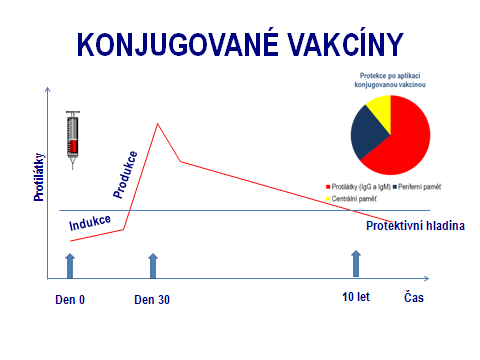 KONJUGOVANÉ VAKCÍNY
Protekce po aplikaci
konjugovanou vakcínou
Protilátky (IgG a IgM)
Periferní paměť
Centrální paměť
Protilátky
Indukce
Produkce
Protektivní hladina
Den 0
Den 30
10 let
Čas